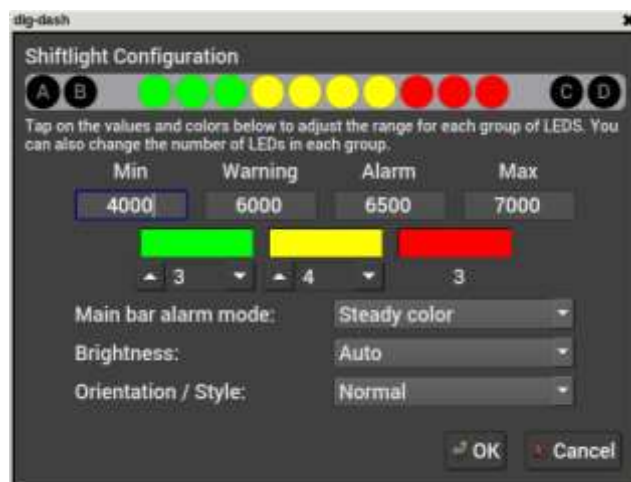 dig-dash
Shiftlight Configuration
A B C D
Tap on the values and colors below to adjust the range for each group of LEDS. You
can also change the number of LEDs in each group.
Min Warning Alarm Max
4000 6000 6500 7000
3 4 3
Main bar alarm mode: Steady color
Brightness: Auto
Orientation / Style: Normal
OK Cancel